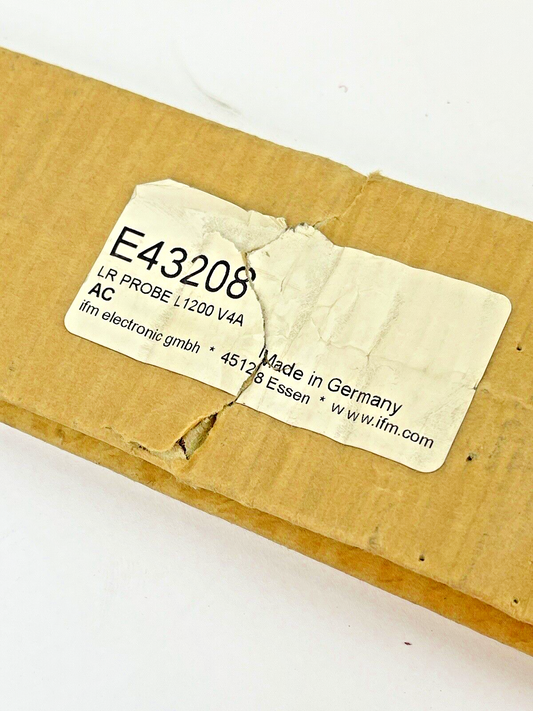 E43208
LR PROBE L1200 V4A
AC
Made in Germany
ifm electronic gmbh * 45128 Essen * www.ifm.com